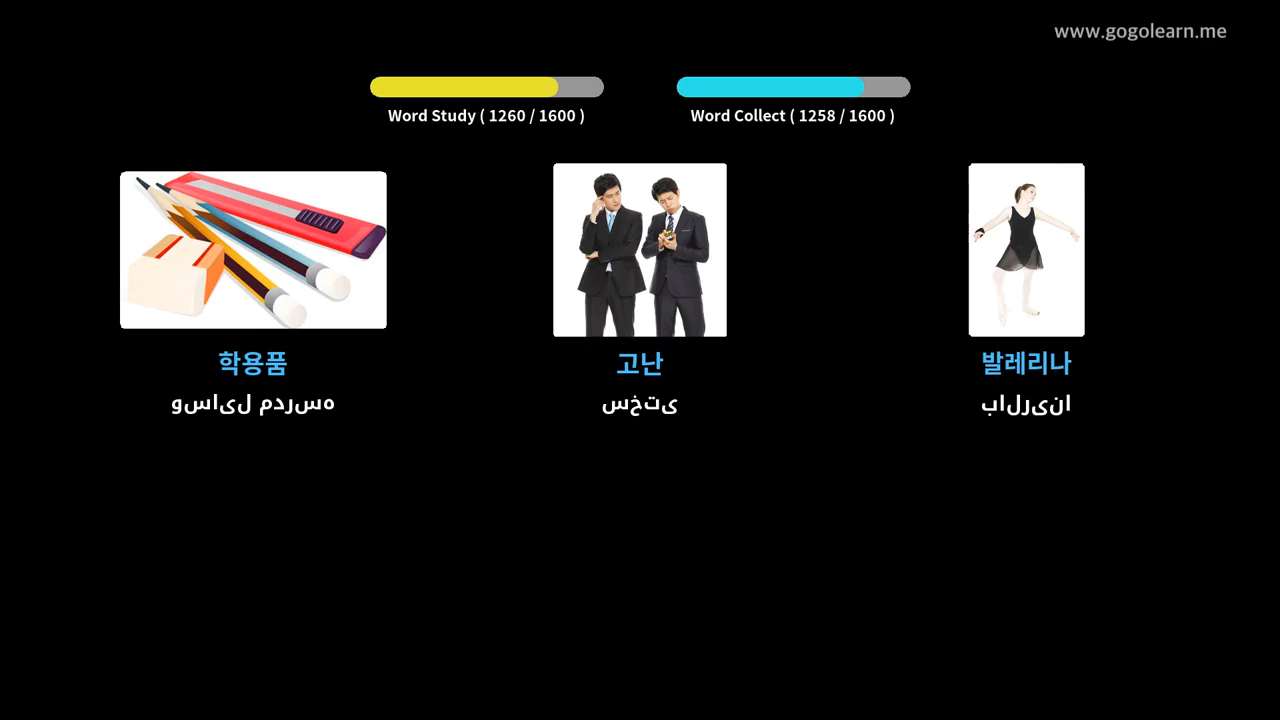 www.gogolearn.me
Word Study ( 1260 / 1600 )
Word Collect ( 1258 / 1600 )
학용품
وسایل مدرسه
고난
سختی
발레리나
بالرینا